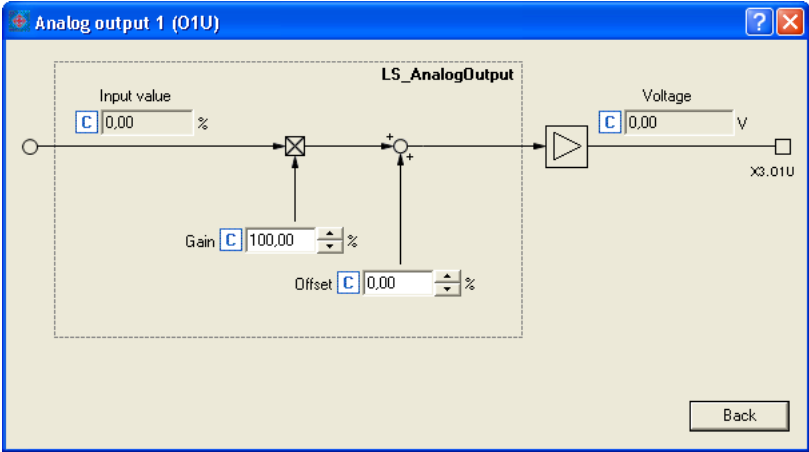 Analog output 1 (O1U)
LS_AnalogOutput
Input value
C 0,00 %
Voltage
C 0,00 V
+
+
X3.O1U
Gain C 100,00 %
Offset C 0,00 %
Back